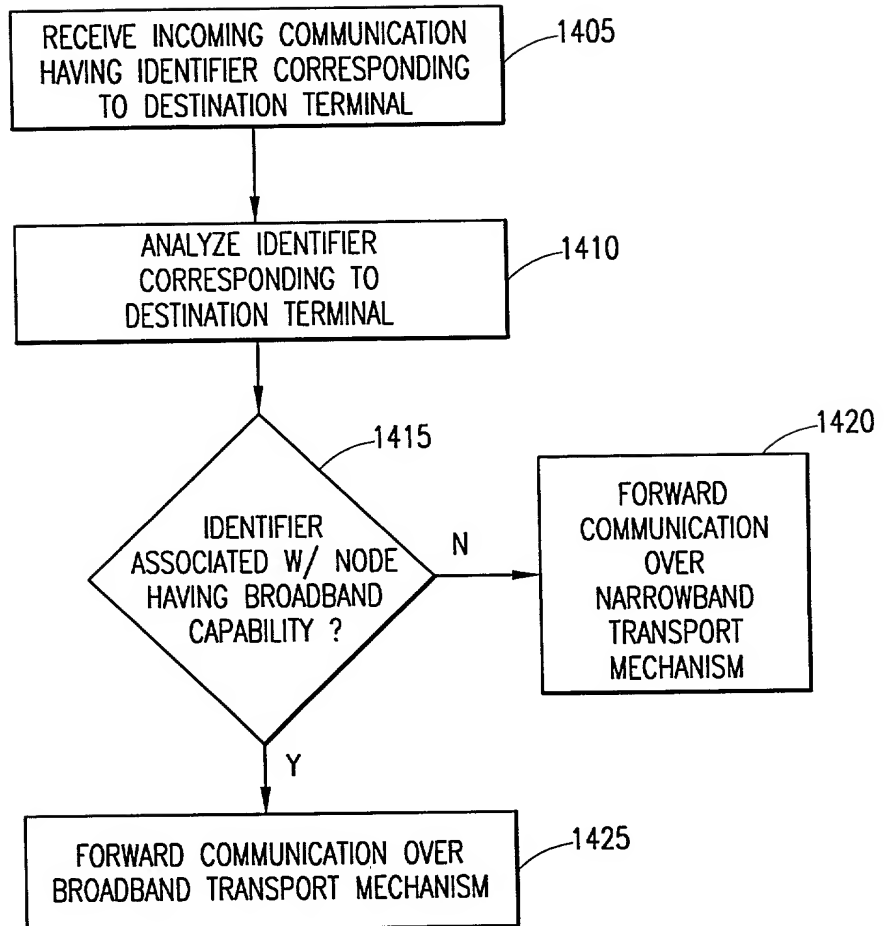 RECEIVE INCOMING COMMUNICATION
HAVING IDENTIFIER CORRESPONDING
TO DESTINATION TERMINAL
1405
ANALYZE IDENTIFIER
CORRESPONDING TO
DESTINATION TERMINAL
1410
1415
IDENTIFIER
ASSOCIATED W/ NODE
HAVING BROADBAND
CAPABILITY ?
N
1420
FORWARD
COMMUNICATION
OVER
NARROWBAND
TRANSPORT
MECHANISM
Y
FORWARD COMMUNICATION OVER
BROADBAND TRANSPORT MECHANISM
1425